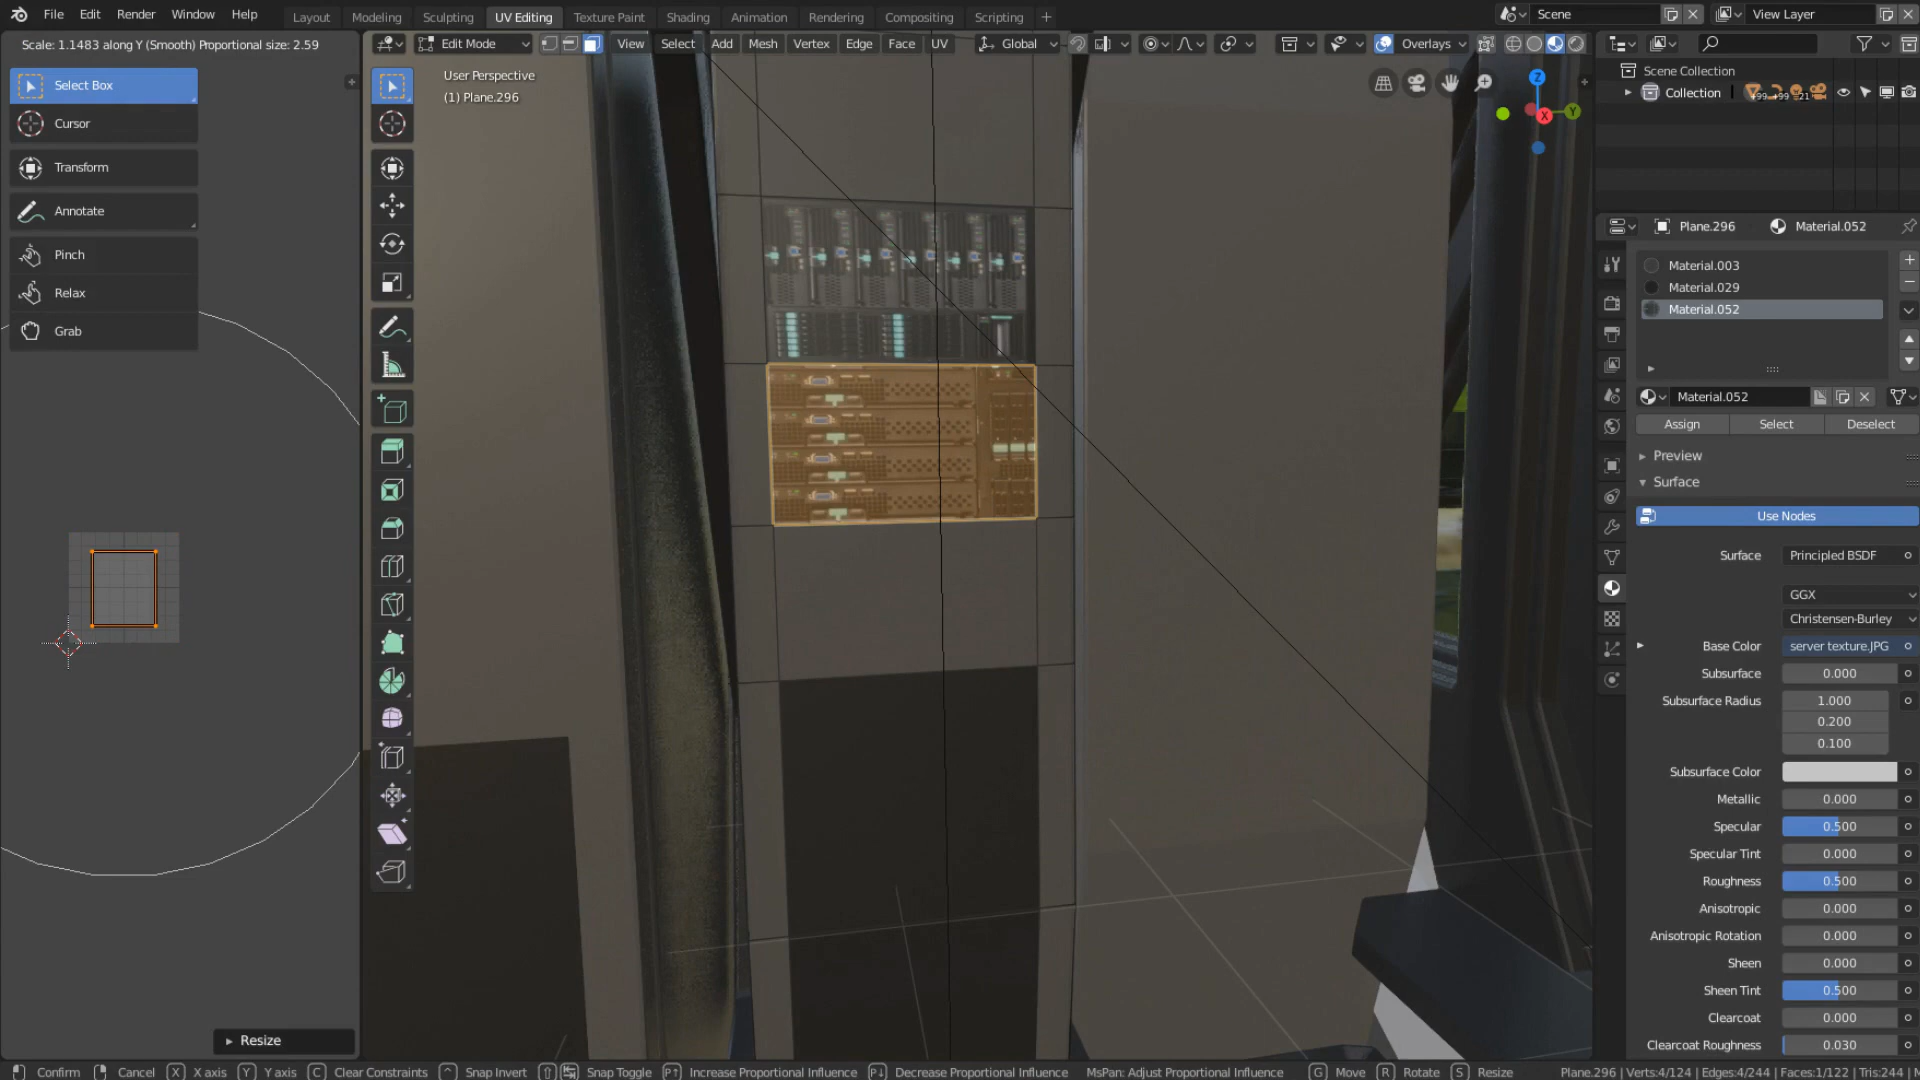 File Edit Render Window Help Layout Modeling Sculpting UV Editing Texture Paint Shading Animation Rendering Compositing Scripting + Scene View Layer
Scale: 1.1483 along Y (Smooth) Proportional size: 2.59
Edit Mode View Select Add Mesh Vertex Edge Face UV Global Overlays
Scene Collection
Collection
Select Box
Cursor
Transform
Annotate
Pinch
Relax
Grab
User Perspective
(1) Plane.296
Plane.296 Material.052
Material.003
Material.029
Material.052
Material.052
Assign Select Deselect
Preview
Surface
Use Nodes
Surface Principled BSDF
GGX
Christensen-Burley
Base Color server texture.JPG
Subsurface 0.000
Subsurface Radius 1.000
0.200
0.100
Subsurface Color
Metallic 0.000
Specular 0.500
Specular Tint 0.000
Roughness 0.500
Anisotropic 0.000
Anisotropic Rotation 0.000
Sheen 0.000
Sheen Tint 0.500
Clearcoat 0.000
Clearcoat Roughness 0.030
Resize
Confirm Cancel X X axis Y Y axis C Clear Constraints Snap Invert Snap Toggle Increase Proportional Influence Decrease Proportional Influence MsPan: Adjust Proportional Influence G Move R Rotate S Resize Plane.296 | Verts:4/124 | Edges:4/244 | Faces:1/122 | Tris:244 |